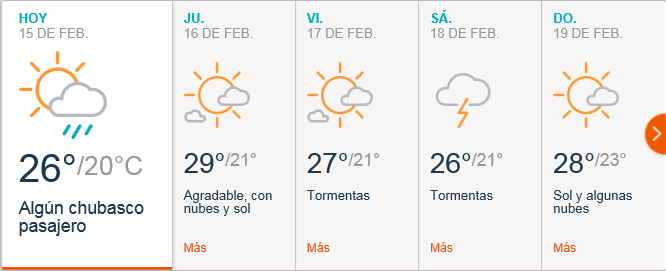 HOY
15 DE FEB.
26°/20°C
Algún chubasco
pasajero
JU.
16 DE FEB.
29°/21°
Agradable, con
nubes y sol
Más
VI.
17 DE FEB.
27°/21°
Tormentas
Más
SÁ.
18 DE FEB.
26°/21°
Tormentas
Más
DO.
19 DE FEB.
28°/23°
Sol y algunas
nubes
Más